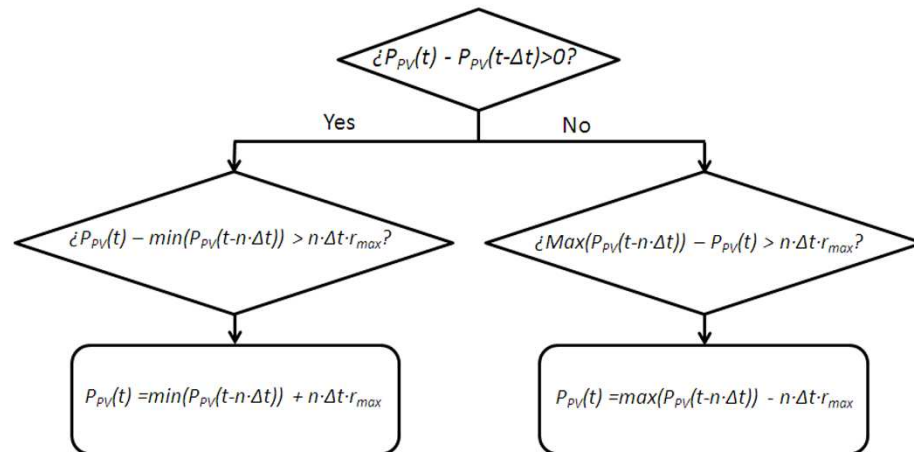 ¿P_PV(t) - P_PV(t-Δt)>0?
Yes
No
¿P_PV(t) – min(P_PV(t-n·Δt)) > n·Δt·r_max?
¿Max(P_PV(t-n·Δt)) – P_PV(t) > n·Δt·r_max?
P_PV(t) =min(P_PV(t-n·Δt)) + n·Δt·r_max
P_PV(t) =max(P_PV(t-n·Δt)) - n·Δt·r_max